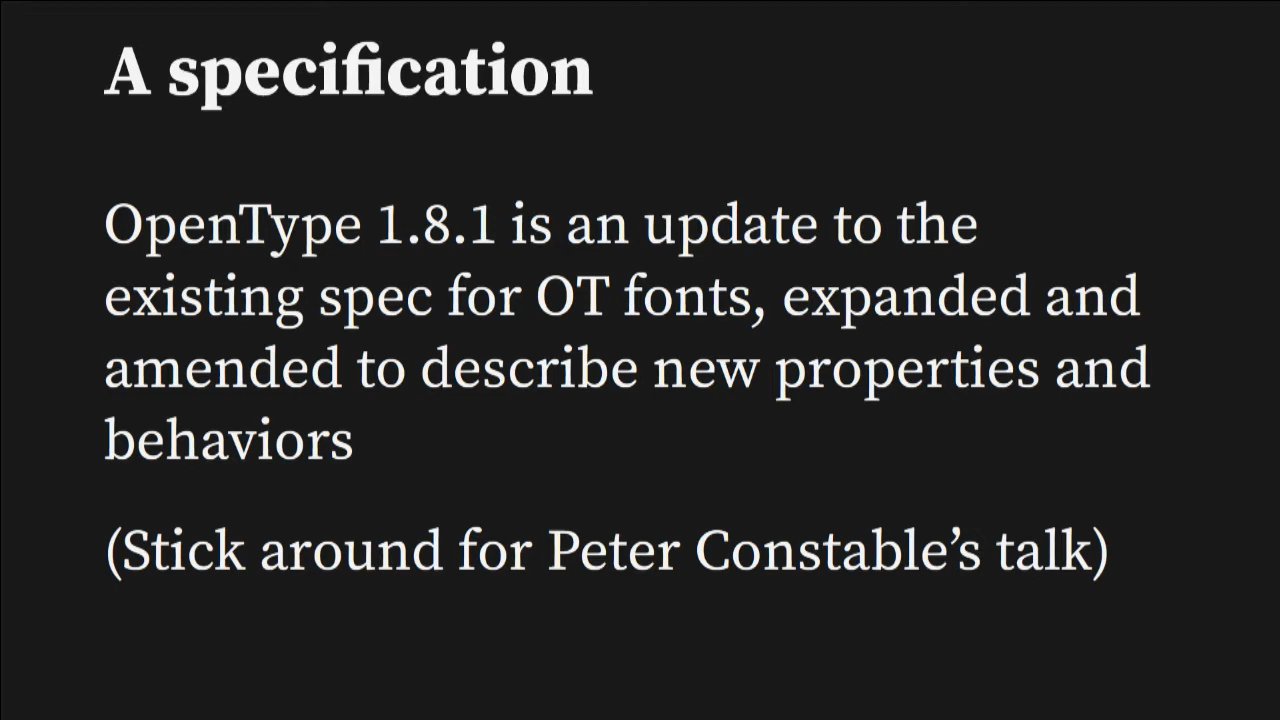 A specification
OpenType 1.8.1 is an update to the
existing spec for OT fonts, expanded and
amended to describe new properties and
behaviors
(Stick around for Peter Constable’s talk)